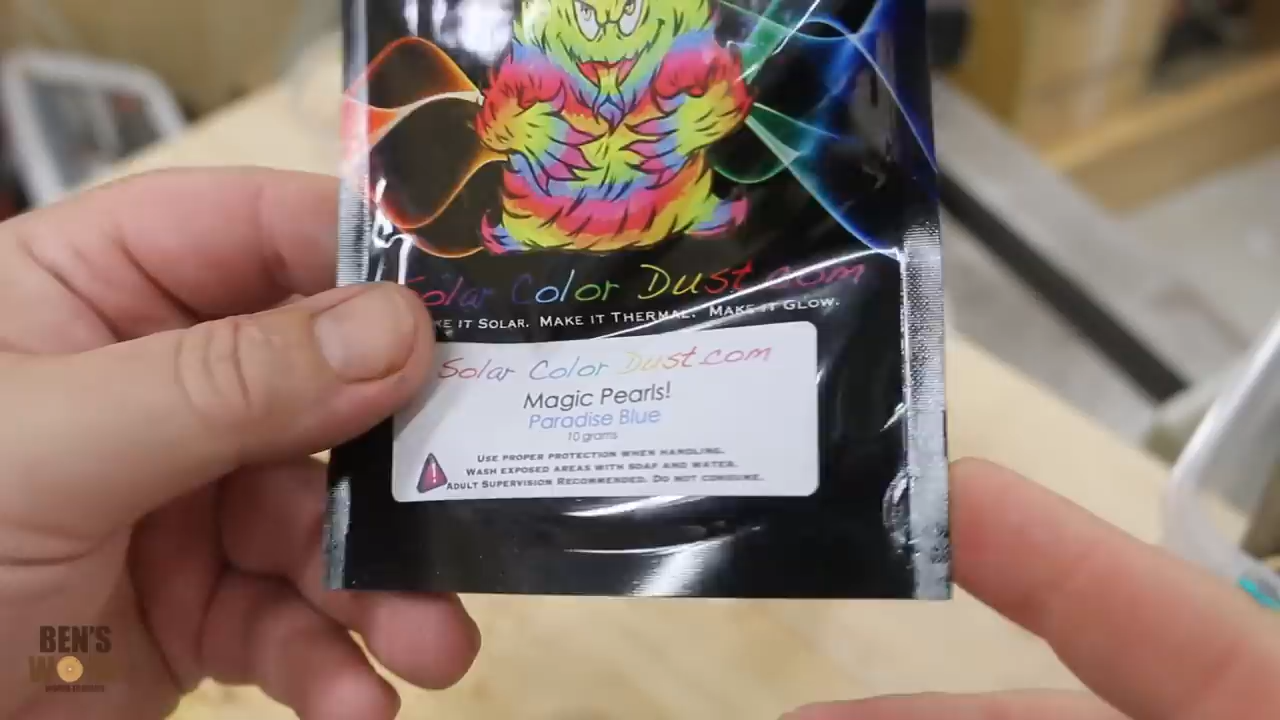 Solar Color Dust.com
KE IT SOLAR. MAKE IT THERMAL. MAKE IT GLOW.
Solar Color Dust.com
Magic Pearls!
Paradise Blue
10 grams
USE PROPER PROTECTION WHEN HANDLING.
WASH EXPOSED AREAS WITH SOAP AND WATER.
ADULT SUPERVISION RECOMMENDED. DO NOT CONSUME.
BEN'S